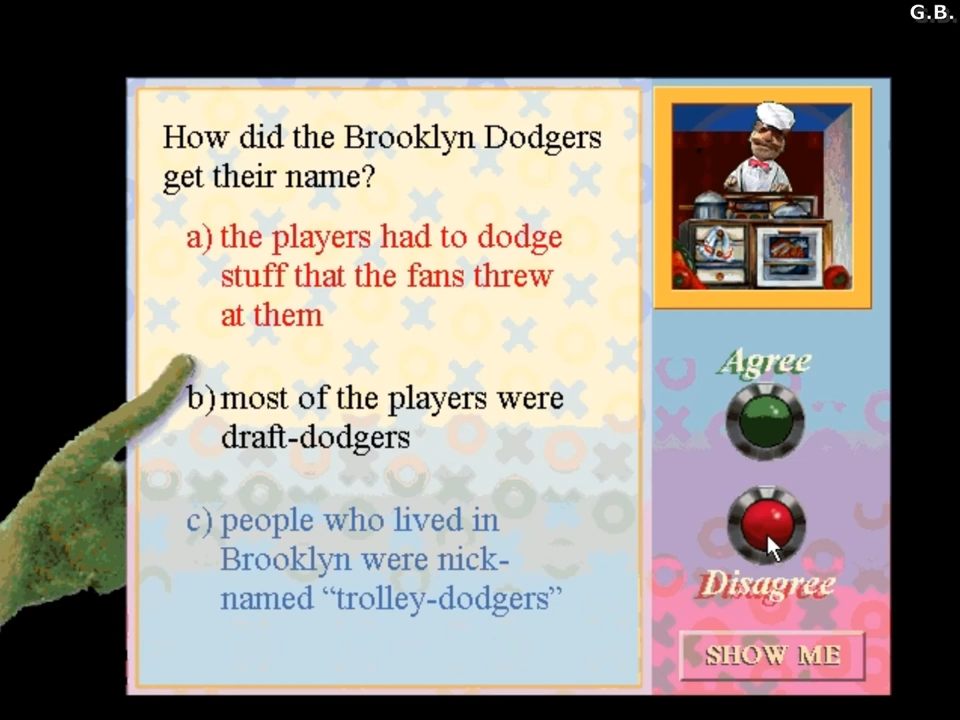 G.B.
How did the Brooklyn Dodgers
get their name?
a) the players had to dodge
stuff that the fans threw
at them
b) most of the players were
draft-dodgers
c) people who lived in
Brooklyn were nick-
named “trolley-dodgers”
Agree
Disagree
SHOW ME